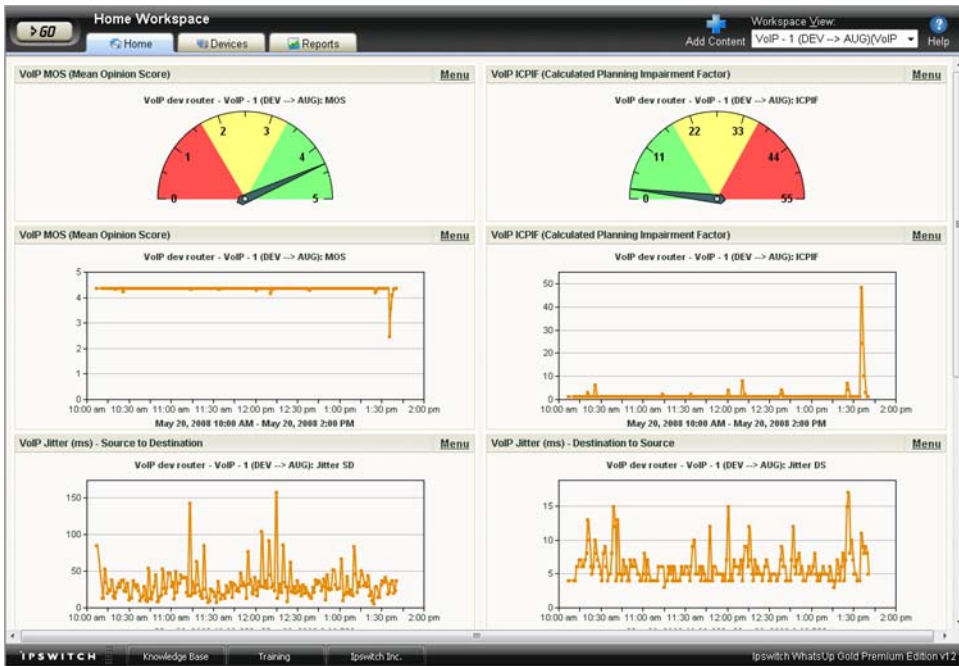 Home Workspace
GO
Home
Devices
Reports
Add Content
Workspace View:
VoIP - 1 (DEV --> AUG)(VoIP
Help
VoIP MOS (Mean Opinion Score)
Menu
VoIP dev router - VoIP - 1 (DEV --> AUG): MOS
0 1 2 3 4 5
VoIP ICPIF (Calculated Planning Impairment Factor)
Menu
VoIP dev router - VoIP - 1 (DEV --> AUG): ICPIF
0 11 22 33 44 55
VoIP MOS (Mean Opinion Score)
Menu
VoIP dev router - VoIP - 1 (DEV --> AUG): MOS
5
4
3
2
1
0
10:00 am 10:30 am 11:00 am 11:30 am 12:00 pm 12:30 pm 1:00 pm 1:30 pm 2:00 pm
May 20, 2008 10:00 AM - May 20, 2008 2:00 PM
VoIP ICPIF (Calculated Planning Impairment Factor)
Menu
VoIP dev router - VoIP - 1 (DEV --> AUG): ICPIF
50
40
30
20
10
0
10:00 am 10:30 am 11:00 am 11:30 am 12:00 pm 12:30 pm 1:00 pm 1:30 pm 2:00 pm
May 20, 2008 10:00 AM - May 20, 2008 2:00 PM
VoIP Jitter (ms) - Source to Destination
Menu
VoIP dev router - VoIP - 1 (DEV --> AUG): Jitter SD
150
100
50
0
10:00 am 10:30 am 11:00 am 11:30 am 12:00 pm 12:30 pm 1:00 pm 1:30 pm 2:00 pm
VoIP Jitter (ms) - Destination to Source
Menu
VoIP dev router - VoIP - 1 (DEV --> AUG): Jitter DS
15
10
5
0
10:00 am 10:30 am 11:00 am 11:30 am 12:00 pm 12:30 pm 1:00 pm 1:30 pm 2:00 pm
IPSWITCH
Knowledge Base
Training
Ipswitch Inc.
Ipswitch WhatsUp Gold Premium Edition v12